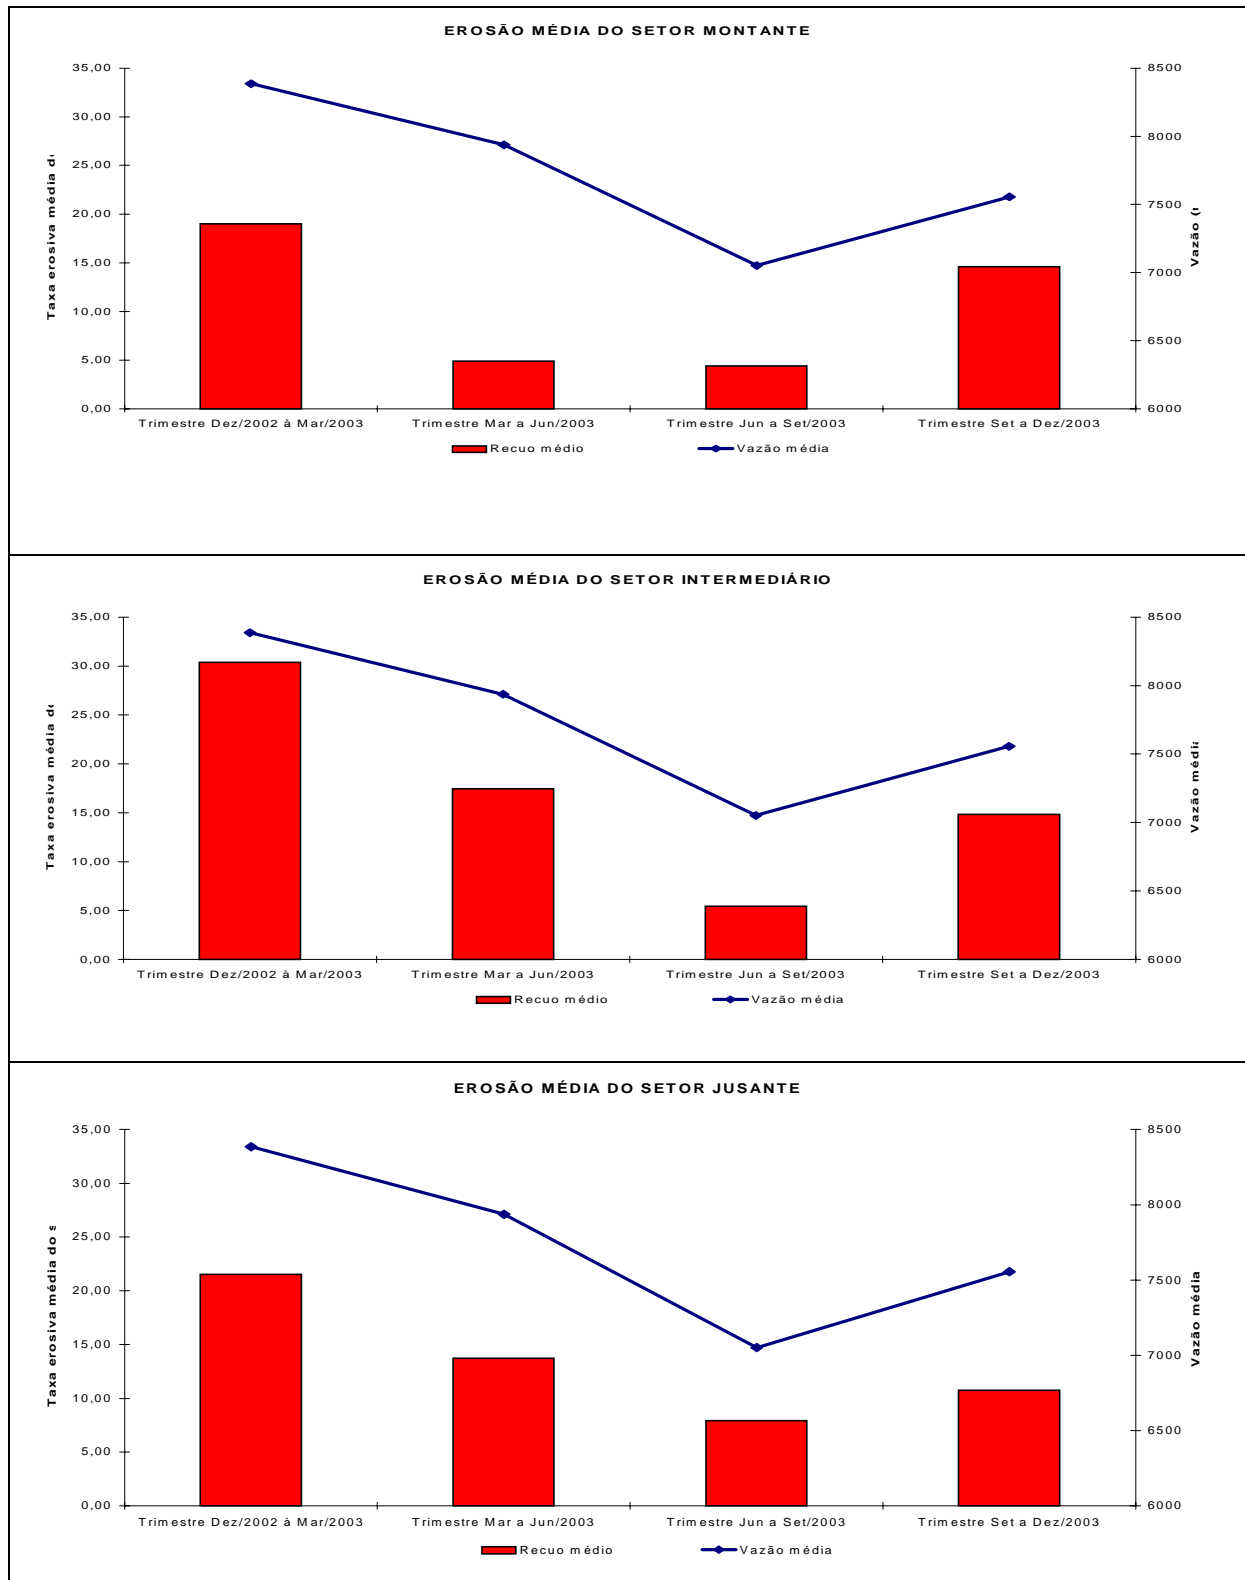 EROSÃO MÉDIA DO SETOR MONTANTE
35,00
30,00
25,00
20,00
15,00
10,00
5,00
0,00
Taxa erosiva média
8500
8000
7500
7000
6500
6000
Vazão (
Trimestre Dez/2002 à Mar/2003 Trimestre Mar a Jun/2003 Trimestre Jun a Set/2003 Trimestre Set a Dez/2003
Recuo médio Vazão média
EROSÃO MÉDIA DO SETOR INTERMEDIÁRIO
35,00
30,00
25,00
20,00
15,00
10,00
5,00
0,00
Taxa erosiva média
8500
8000
7500
7000
6500
6000
Vazão média
Trimestre Dez/2002 à Mar/2003 Trimestre Mar a Jun/2003 Trimestre Jun a Set/2003 Trimestre Set a Dez/2003
Recuo médio Vazão média
EROSÃO MÉDIA DO SETOR JUSANTE
35,00
30,00
25,00
20,00
15,00
10,00
5,00
0,00
Taxa erosiva média do
8500
8000
7500
7000
6500
6000
Vazão média
Trimestre Dez/2002 à Mar/2003 Trimestre Mar a Jun/2003 Trimestre Jun a Set/2003 Trimestre Set a Dez/2003
Recuo médio Vazão média